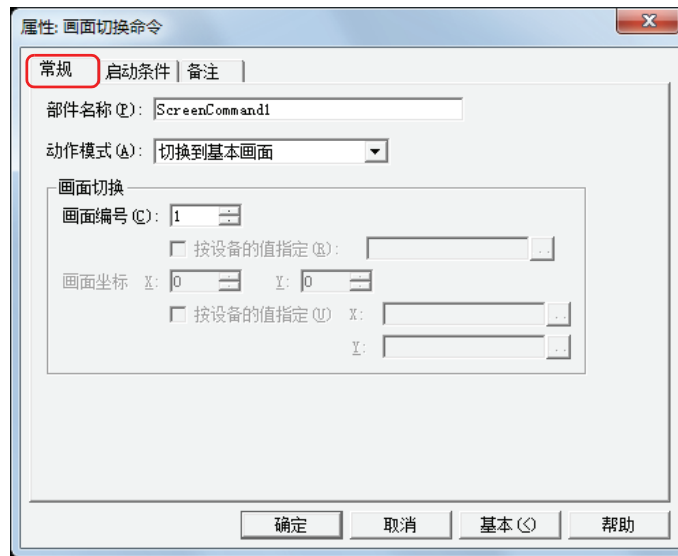 属性: 画面切换命令
常规 启动条件 备注
部件名称(P): ScreenCommand1
动作模式(A): 切换到基本画面
画面切换
画面编号(C): 1
按设备的值指定(R): ..
画面坐标 X: 0 Y: 0
按设备的值指定(U) X: ..
Y: ..
确定 取消 基本(<) 帮助